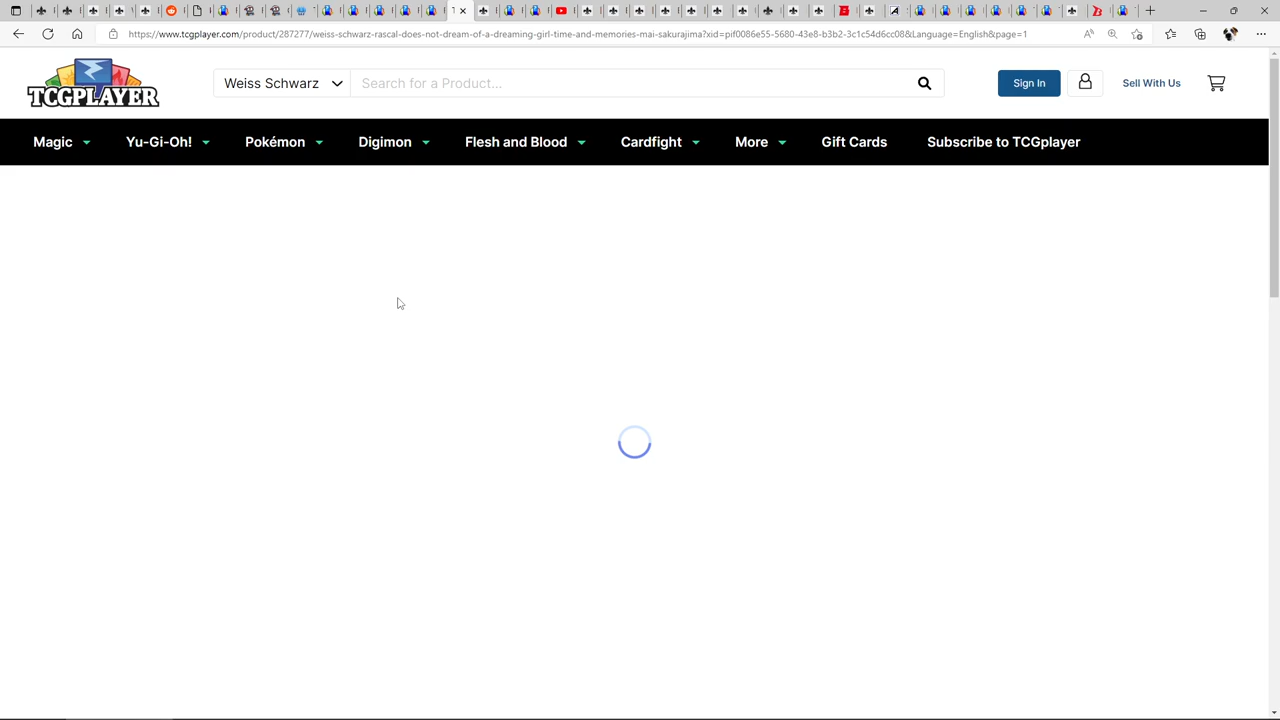 https://www.tcgplayer.com/product/287277/weiss-schwarz-rascal-does-not-dream-of-a-dreaming-girl-time-and-memories-mai-sakurajima?xid=pif0086e55-5680-43e8-b3b2-3c1c54d6cc08&Language=English&page=1
TCGPLAYER
Weiss Schwarz
Search for a Product...
Sign In
Sell With Us
Magic
Yu-Gi-Oh!
Pokémon
Digimon
Flesh and Blood
Cardfight
More
Gift Cards
Subscribe to TCGplayer